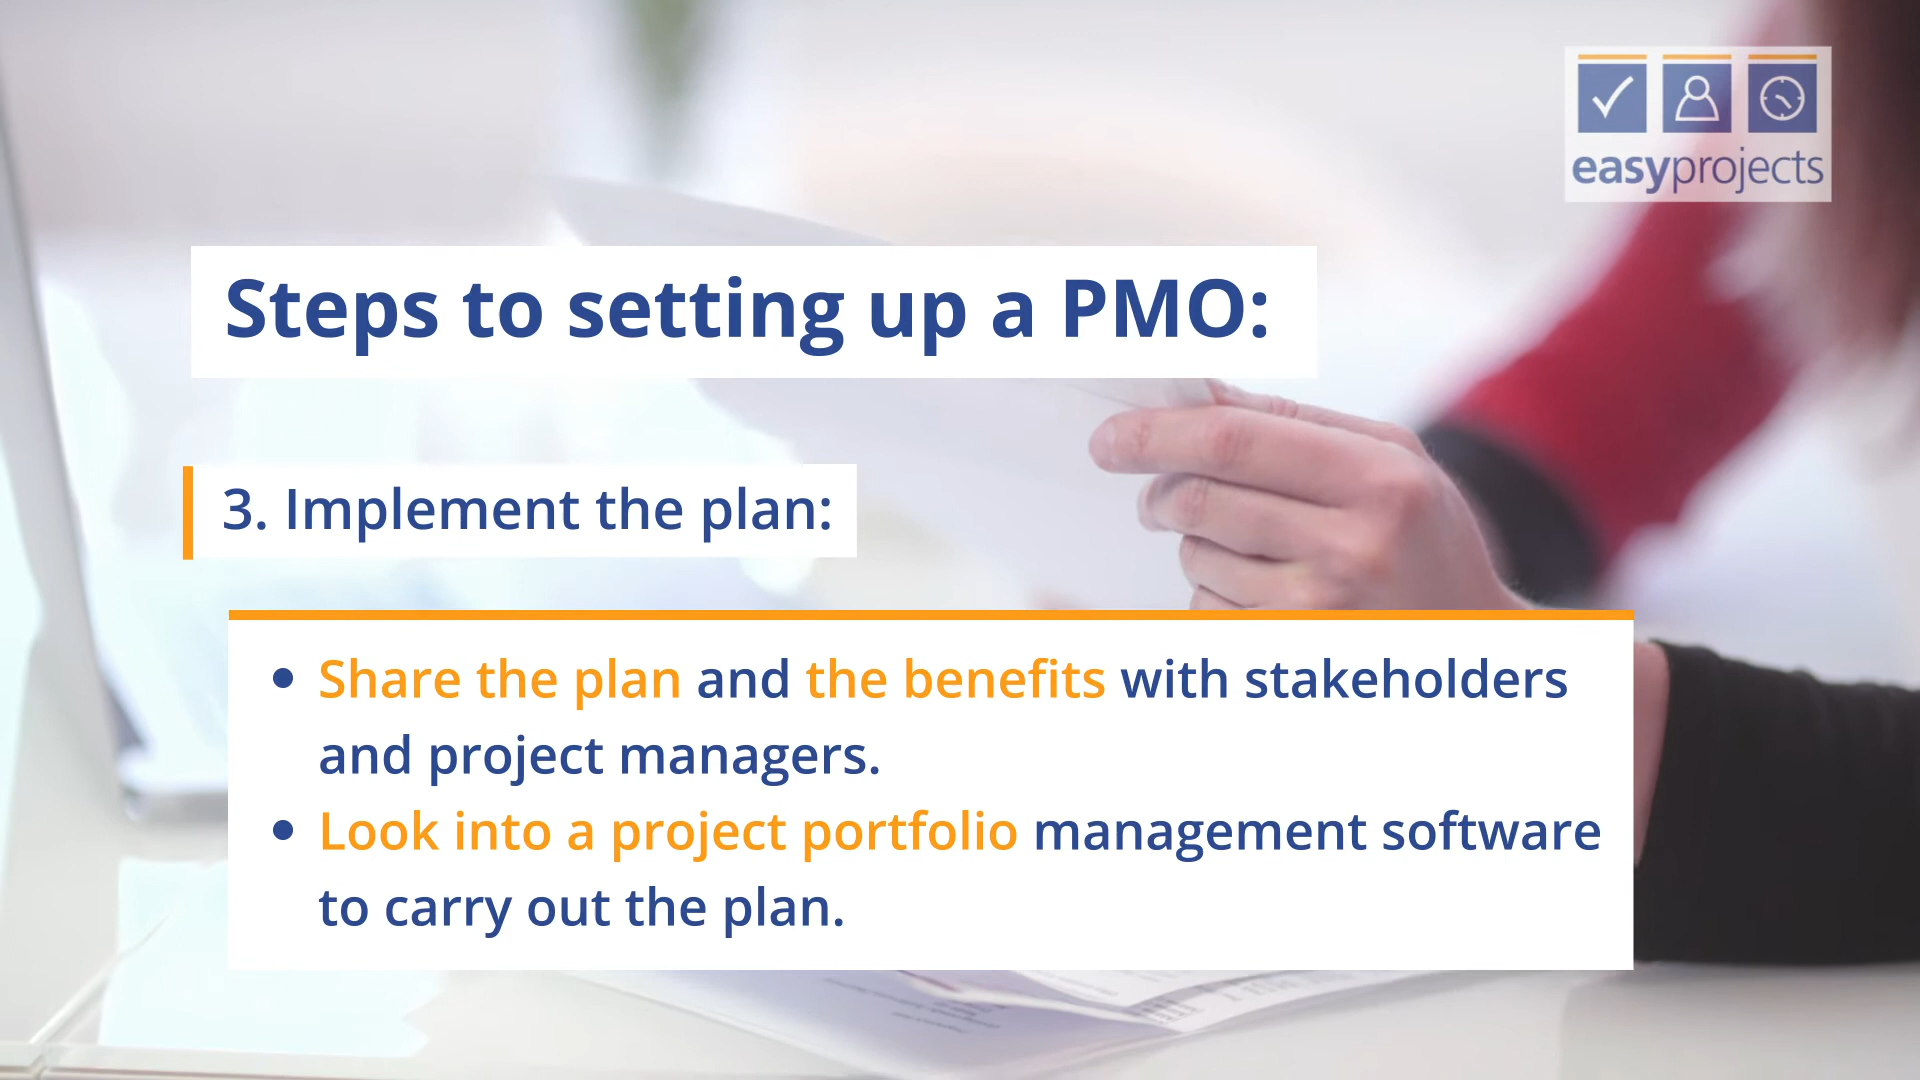 easyprojects
Steps to setting up a PMO:
3. Implement the plan:
• Share the plan and the benefits with stakeholders
and project managers.
• Look into a project portfolio management software
to carry out the plan.